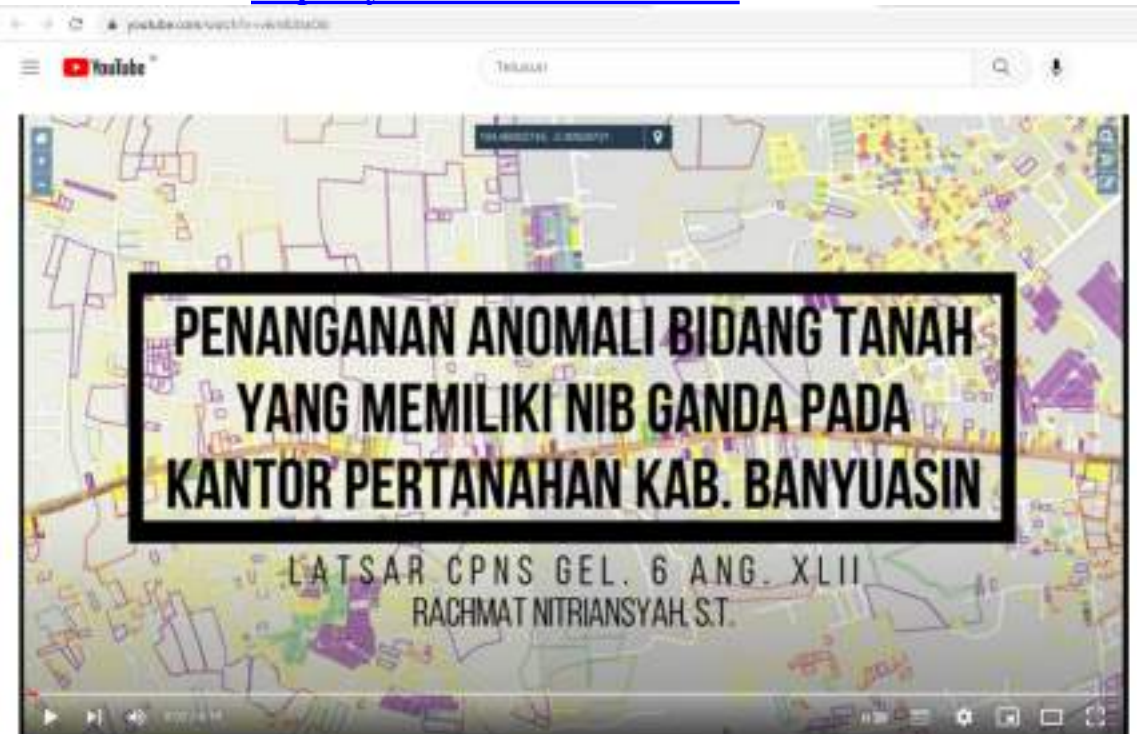 YouTube
Telusuri
PENANGANAN ANOMALI BIDANG TANAH
YANG MEMILIKI NIB GANDA PADA
KANTOR PERTANAHAN KAB. BANYUASIN
LATSAR CPNS GEL. 6 ANG. XLII
RACHMAT NITRIANSYAH, S.T.